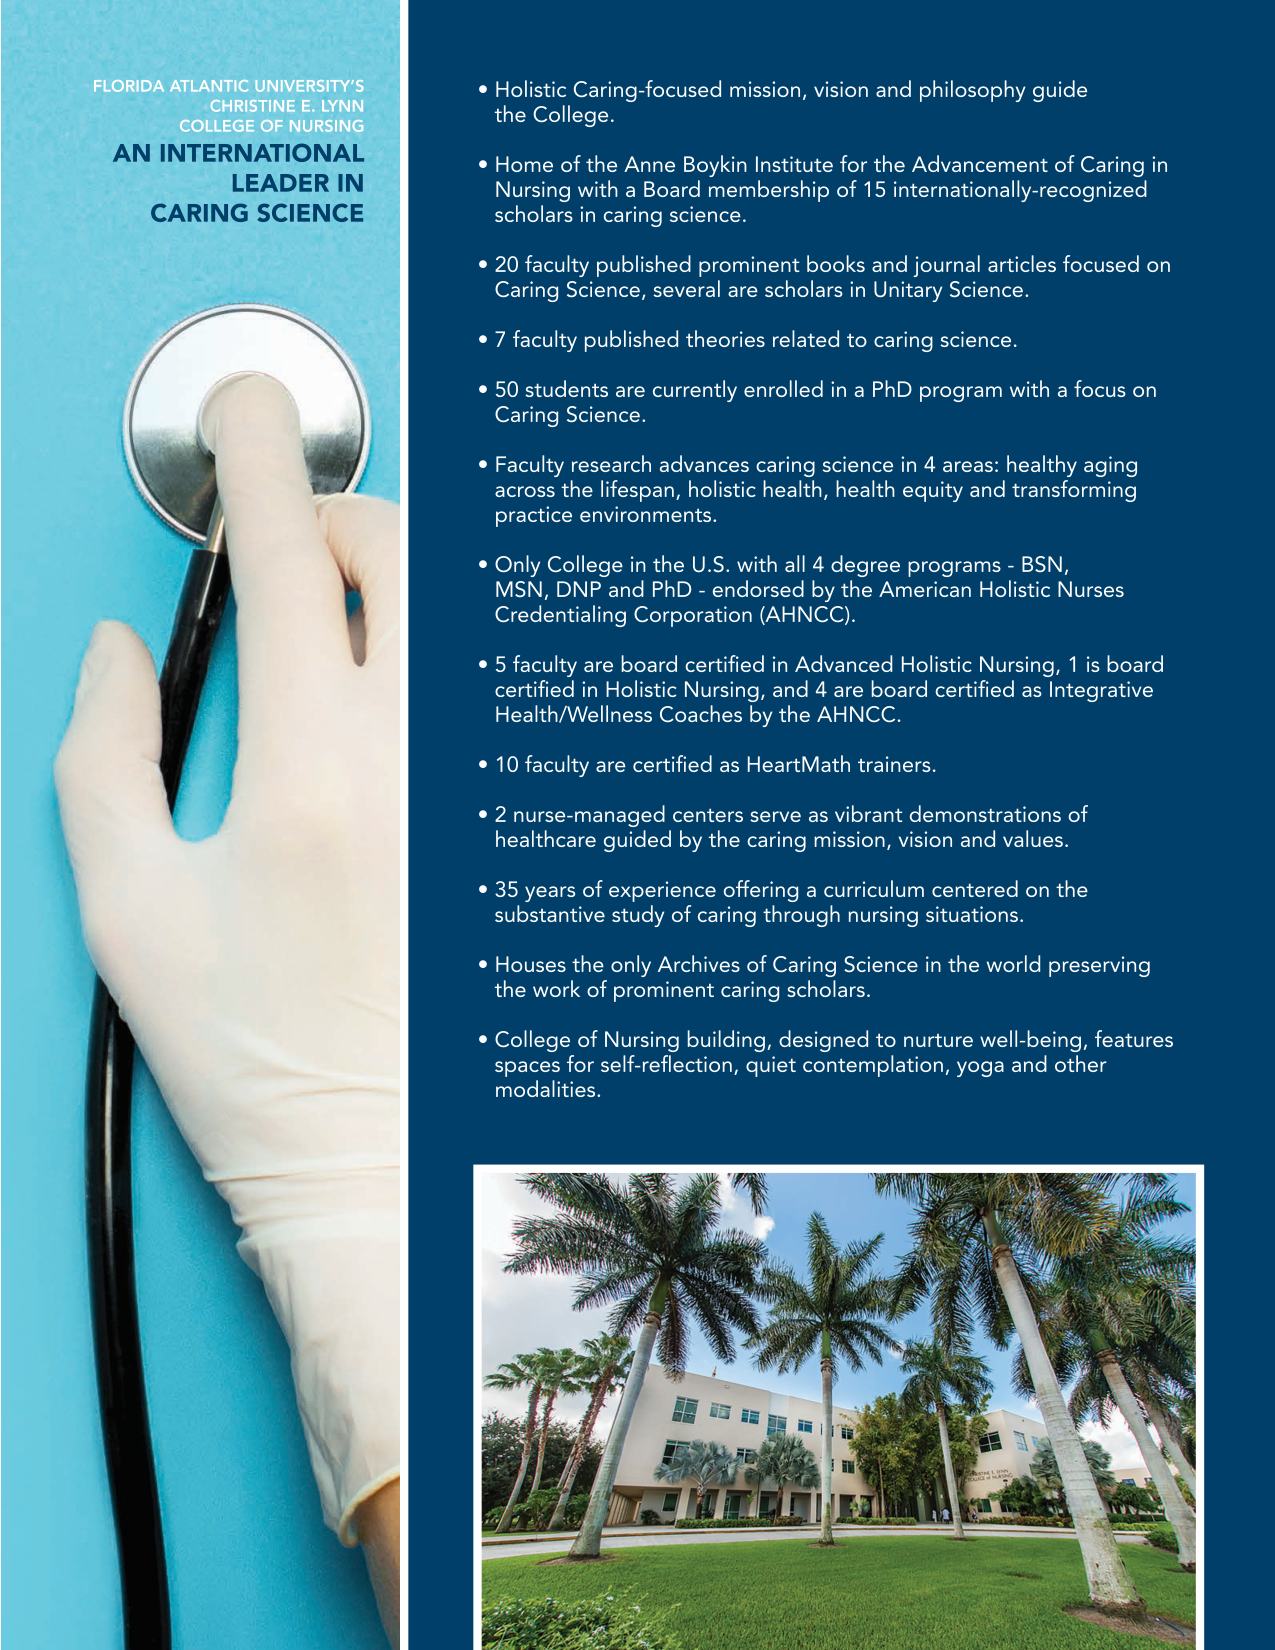 FLORIDA ATLANTIC UNIVERSITY'S
CHRISTINE E. LYNN
COLLEGE OF NURSING
AN INTERNATIONAL
LEADER IN
CARING SCIENCE
• Holistic Caring-focused mission, vision and philosophy guide
the College.
• Home of the Anne Boykin Institute for the Advancement of Caring in
Nursing with a Board membership of 15 internationally-recognized
scholars in caring science.
• 20 faculty published prominent books and journal articles focused on
Caring Science, several are scholars in Unitary Science.
• 7 faculty published theories related to caring science.
• 50 students are currently enrolled in a PhD program with a focus on
Caring Science.
• Faculty research advances caring science in 4 areas: healthy aging
across the lifespan, holistic health, health equity and transforming
practice environments.
• Only College in the U.S. with all 4 degree programs - BSN,
MSN, DNP and PhD - endorsed by the American Holistic Nurses
Credentialing Corporation (AHNCC).
• 5 faculty are board certified in Advanced Holistic Nursing, 1 is board
certified in Holistic Nursing, and 4 are board certified as Integrative
Health/Wellness Coaches by the AHNCC.
• 10 faculty are certified as HeartMath trainers.
• 2 nurse-managed centers serve as vibrant demonstrations of
healthcare guided by the caring mission, vision and values.
• 35 years of experience offering a curriculum centered on the
substantive study of caring through nursing situations.
• Houses the only Archives of Caring Science in the world preserving
the work of prominent caring scholars.
• College of Nursing building, designed to nurture well-being, features
spaces for self-reflection, quiet contemplation, yoga and other
modalities.
CHRISTINE E. LYNN
COLLEGE of NURSING